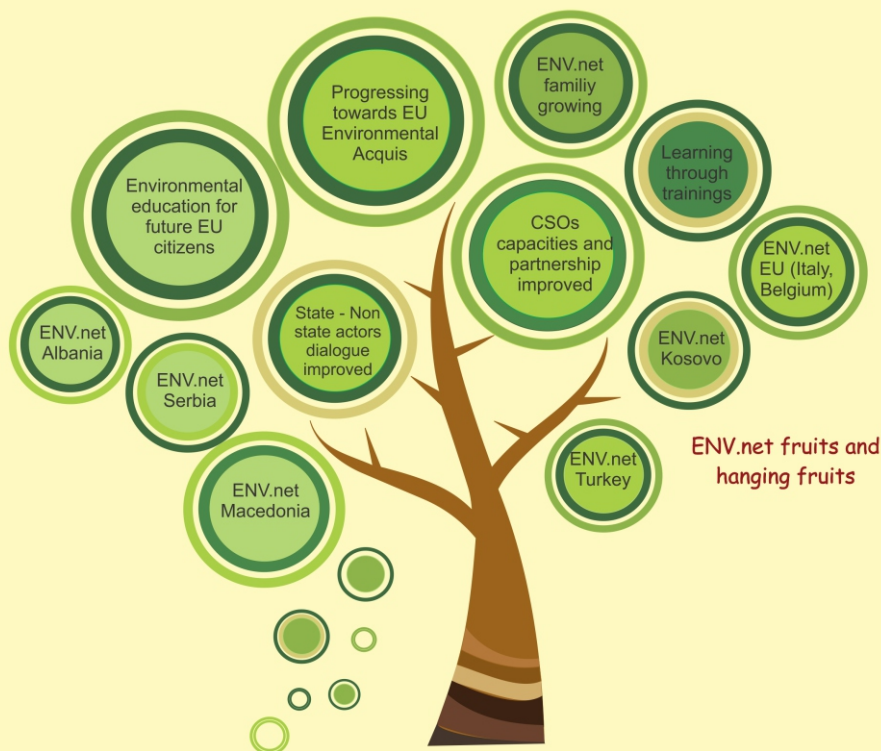 Progressing
towards EU
Environmental
Acquis
ENV.net
familiy
growing
Learning
through
trainings
Environmental
education for
future EU
citizens
CSOs
capacities and
partnership
improved
ENV.net
EU (Italy,
Belgium)
State - Non
state actors
dialogue
improved
ENV.net
Albania
ENV.net
Serbia
ENV.net
Kosovo
ENV.net
Macedonia
ENV.net
Turkey
ENV.net fruits and
hanging fruits